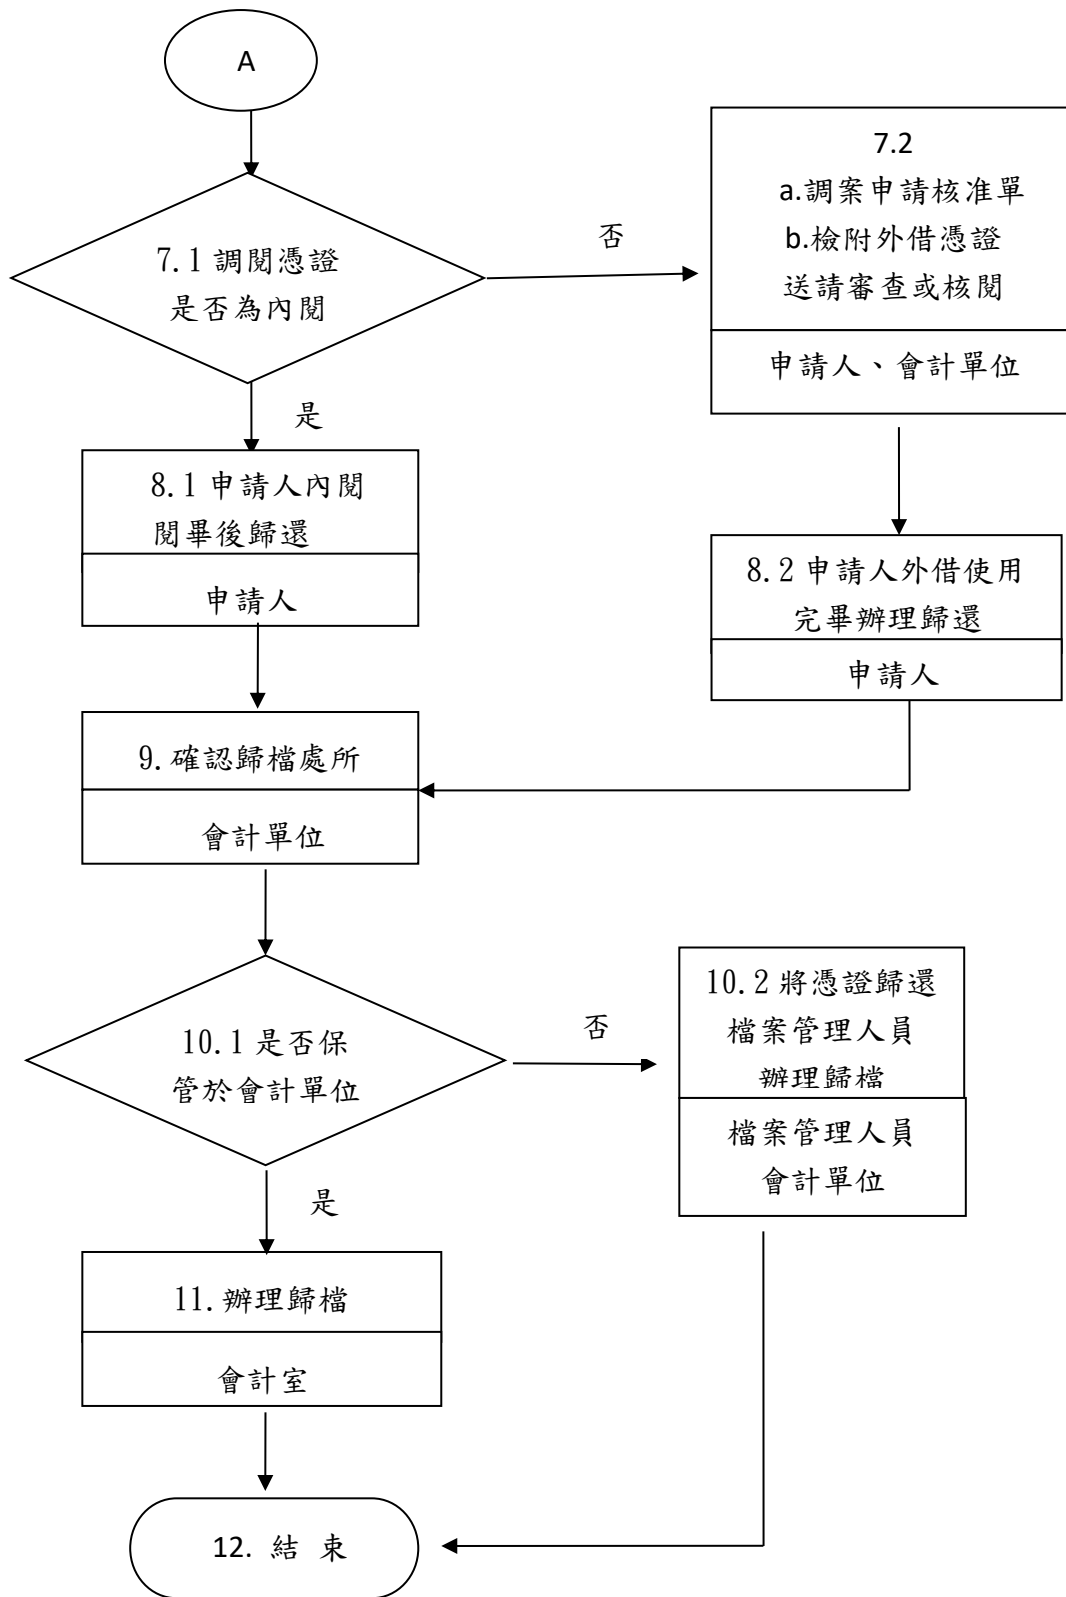 A
7.1 調閱憑證
是否為內閱
否
7.2
a.調案申請核准單
b.檢附外借憑證
送請審查或核閱
申請人、會計單位
是
8.1 申請人內閱
閱畢後歸還
申請人
8.2 申請人外借使用
完畢辦理歸還
申請人
9.確認歸檔處所
會計單位
10.1 是否保
管於會計單位
否
10.2 將憑證歸還
檔案管理人員
辦理歸檔
檔案管理人員
會計單位
是
11.辦理歸檔
會計室
12. 結 束